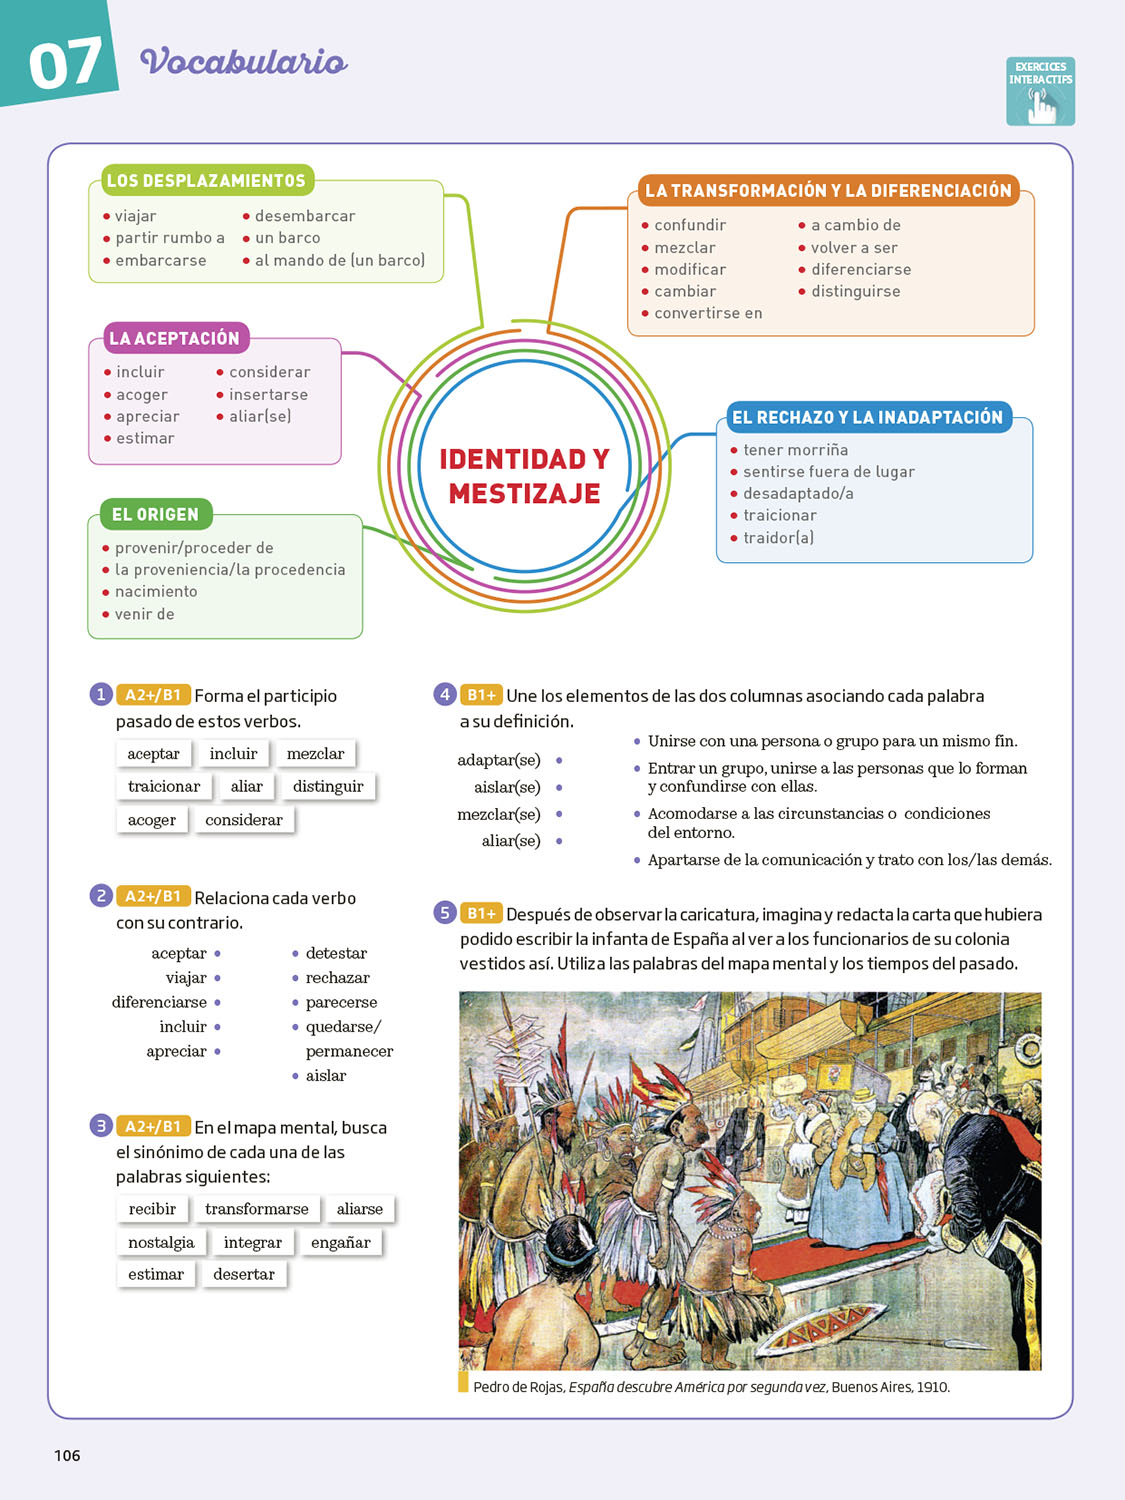 07
Vocabulario
EXERCICES
INTERACTIFS
LOS DESPLAZAMIENTOS
• viajar
• partir rumbo a
• embarcarse
• desembarcar
• un barco
• al mando de (un barco)
LA TRANSFORMACIÓN Y LA DIFERENCIACIÓN
• confundir
• mezclar
• modificar
• cambiar
• convertirse en
• a cambio de
• volver a ser
• diferenciarse
• distinguirse
LA ACEPTACIÓN
• incluir
• acoger
• apreciar
• estimar
• considerar
• insertarse
• aliar(se)
IDENTIDAD Y
MESTIZAJE
EL RECHAZO Y LA INADAPTACIÓN
• tener morriña
• sentirse fuera de lugar
• desadaptado/a
• traicionar
• traidor(a)
EL ORIGEN
• provenir/proceder de
• la proveniencia/la procedencia
• nacimiento
• venir de
1 A2+/B1 Forma el participio
pasado de estos verbos.
aceptar incluir mezclar
traicionar aliar distinguir
acoger considerar
2 A2+/B1 Relaciona cada verbo
con su contrario.
aceptar •
viajar •
diferenciarse •
incluir •
apreciar •
• detestar
• rechazar
• parecerse
• quedarse/
permanecer
• aislar
3 A2+/B1 En el mapa mental, busca
el sinónimo de cada una de las
palabras siguientes:
recibir transformarse aliarse
nostalgia integrar engañar
estimar desertar
4 B1+ Une los elementos de las dos columnas asociando cada palabra
a su definición.
adaptar(se) •
aislar(se) •
mezclar(se) •
aliar(se) •
• Unirse con una persona o grupo para un mismo fin.
• Entrar un grupo, unirse a las personas que lo forman
y confundirse con ellas.
• Acomodarse a las circunstancias o condiciones
del entorno.
• Apartarse de la comunicación y trato con los/las demás.
5 B1+ Después de observar la caricatura, imagina y redacta la carta que hubiera
podido escribir la infanta de España al ver a los funcionarios de su colonia
vestidos así. Utiliza las palabras del mapa mental y los tiempos del pasado.
Pedro de Rojas, España descubre América por segunda vez, Buenos Aires, 1910.
106